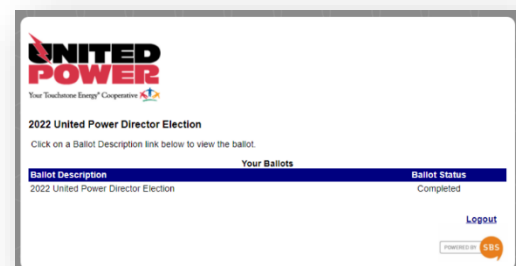 UNITED
POWER
Your Touchstone Energy® Cooperative
2022 United Power Director Election
Click on a Ballot Description link below to view the ballot.
Your Ballots
Ballot Description Ballot Status
2022 United Power Director Election Completed
Logout
POWERED BY SBS